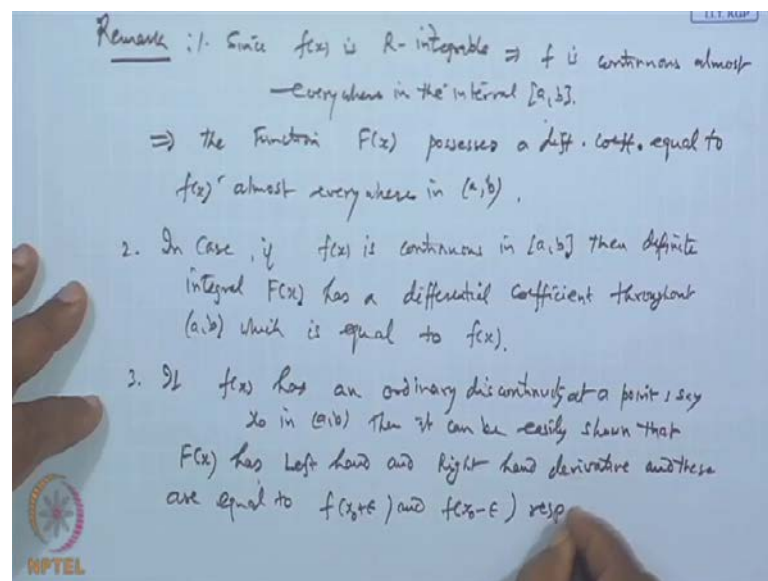 IIT KGP
Remark :1. Since f(x) is R-integrable ⇒ f is continuous almost
everywhere in the interval [a,b].
⇒ the Function F(x) possesses a diff. coeff. equal to
f(x) almost everywhere in (a,b).
2. In Case, if f(x) is continuous in [a,b] then definite
integral F(x) has a differential coefficient throughout
(a,b) which is equal to f(x).
3. If f(x) has an ordinary discontinuity at a point, say
x₀ in (a,b) then it can be easily shown that
F(x) has Left hand and Right hand derivative and these
are equal to f(x₀+ε) and f(x₀-ε) resp
NPTEL